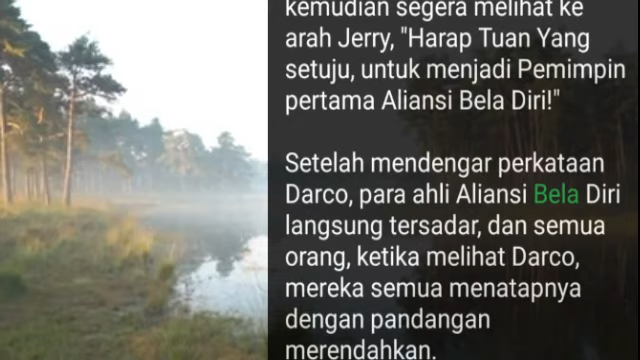 kemudian segera melihat ke
arah Jerry, "Harap Tuan Yang
setuju, untuk menjadi Pemimpin
pertama Aliansi Bela Diri!"
Setelah mendengar perkataan
Darco, para ahli Aliansi Bela Diri
langsung tersadar, dan semua
orang, ketika melihat Darco,
mereka semua menatapnya
dengan pandangan
merendahkan.